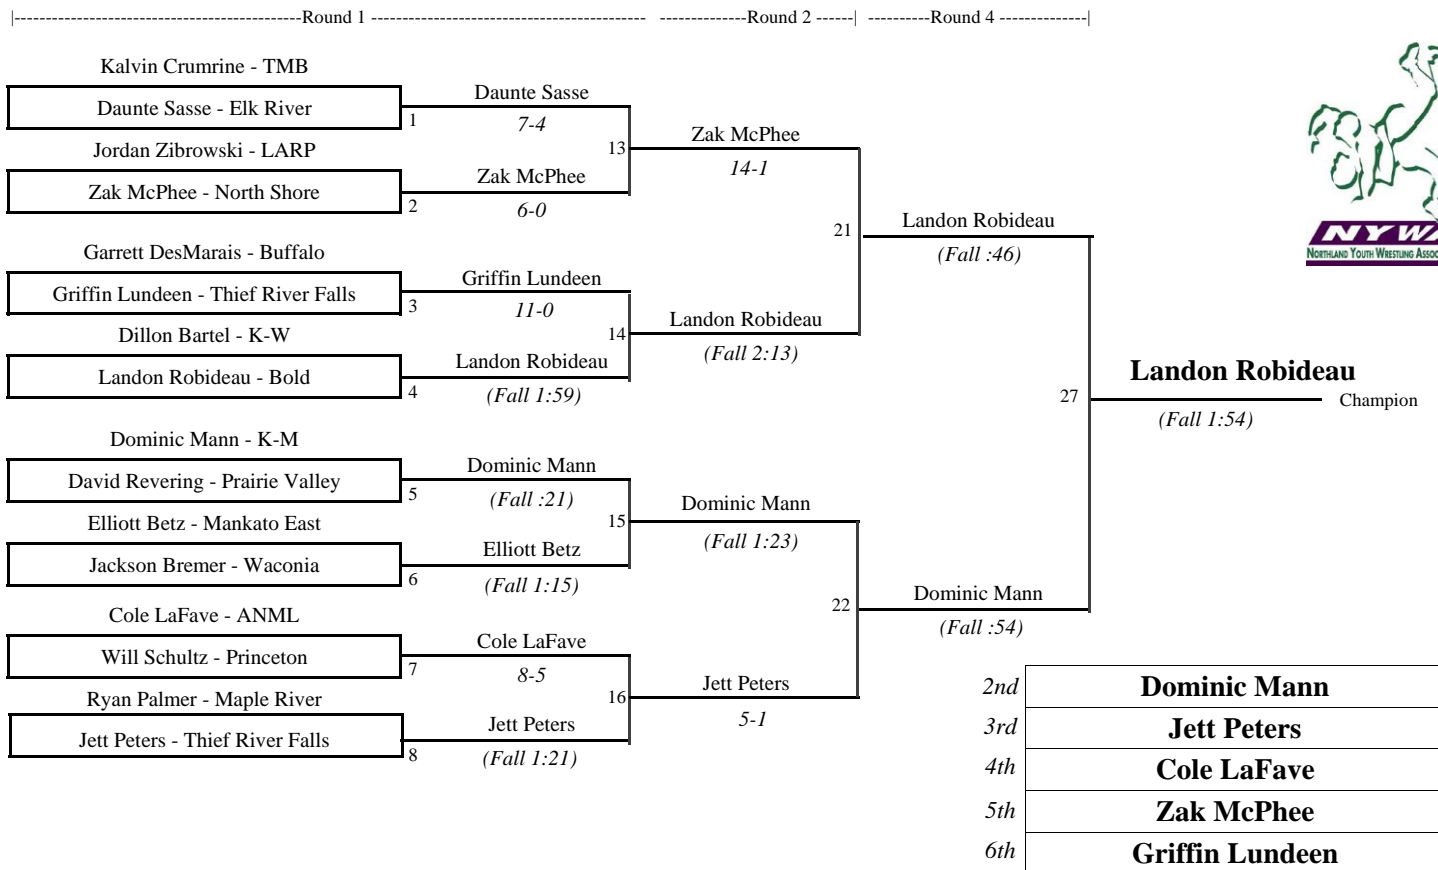 |-----------------------------------------------Round 1 --------------------------------------------- --------------Round 2 ------| ----------Round 4 --------------|
Kalvin Crumrine - TMB
Daunte Sasse - Elk River
1
Daunte Sasse
7-4
Jordan Zibrowski - LARP
Zak McPhee - North Shore
2
Zak McPhee
6-0
13
Zak McPhee
14-1
Garrett DesMarais - Buffalo
Griffin Lundeen - Thief River Falls
3
Griffin Lundeen
11-0
Dillon Bartel - K-W
Landon Robideau - Bold
4
Landon Robideau
(Fall 1:59)
14
Landon Robideau
(Fall 2:13)
21
Landon Robideau
(Fall :46)
Dominic Mann - K-M
David Revering - Prairie Valley
5
Dominic Mann
(Fall :21)
Elliott Betz - Mankato East
Jackson Bremer - Waconia
6
Elliott Betz
(Fall 1:15)
15
Dominic Mann
(Fall 1:23)
Cole LaFave - ANML
Will Schultz - Princeton
7
Cole LaFave
8-5
Ryan Palmer - Maple River
Jett Peters - Thief River Falls
8
Jett Peters
(Fall 1:21)
16
Jett Peters
5-1
22
Dominic Mann
(Fall :54)
27
Landon Robideau
Champion
(Fall 1:54)
NYWA
NORTHLAND YOUTH WRESTLING
2nd Dominic Mann
3rd Jett Peters
4th Cole LaFave
5th Zak McPhee
6th Griffin Lundeen